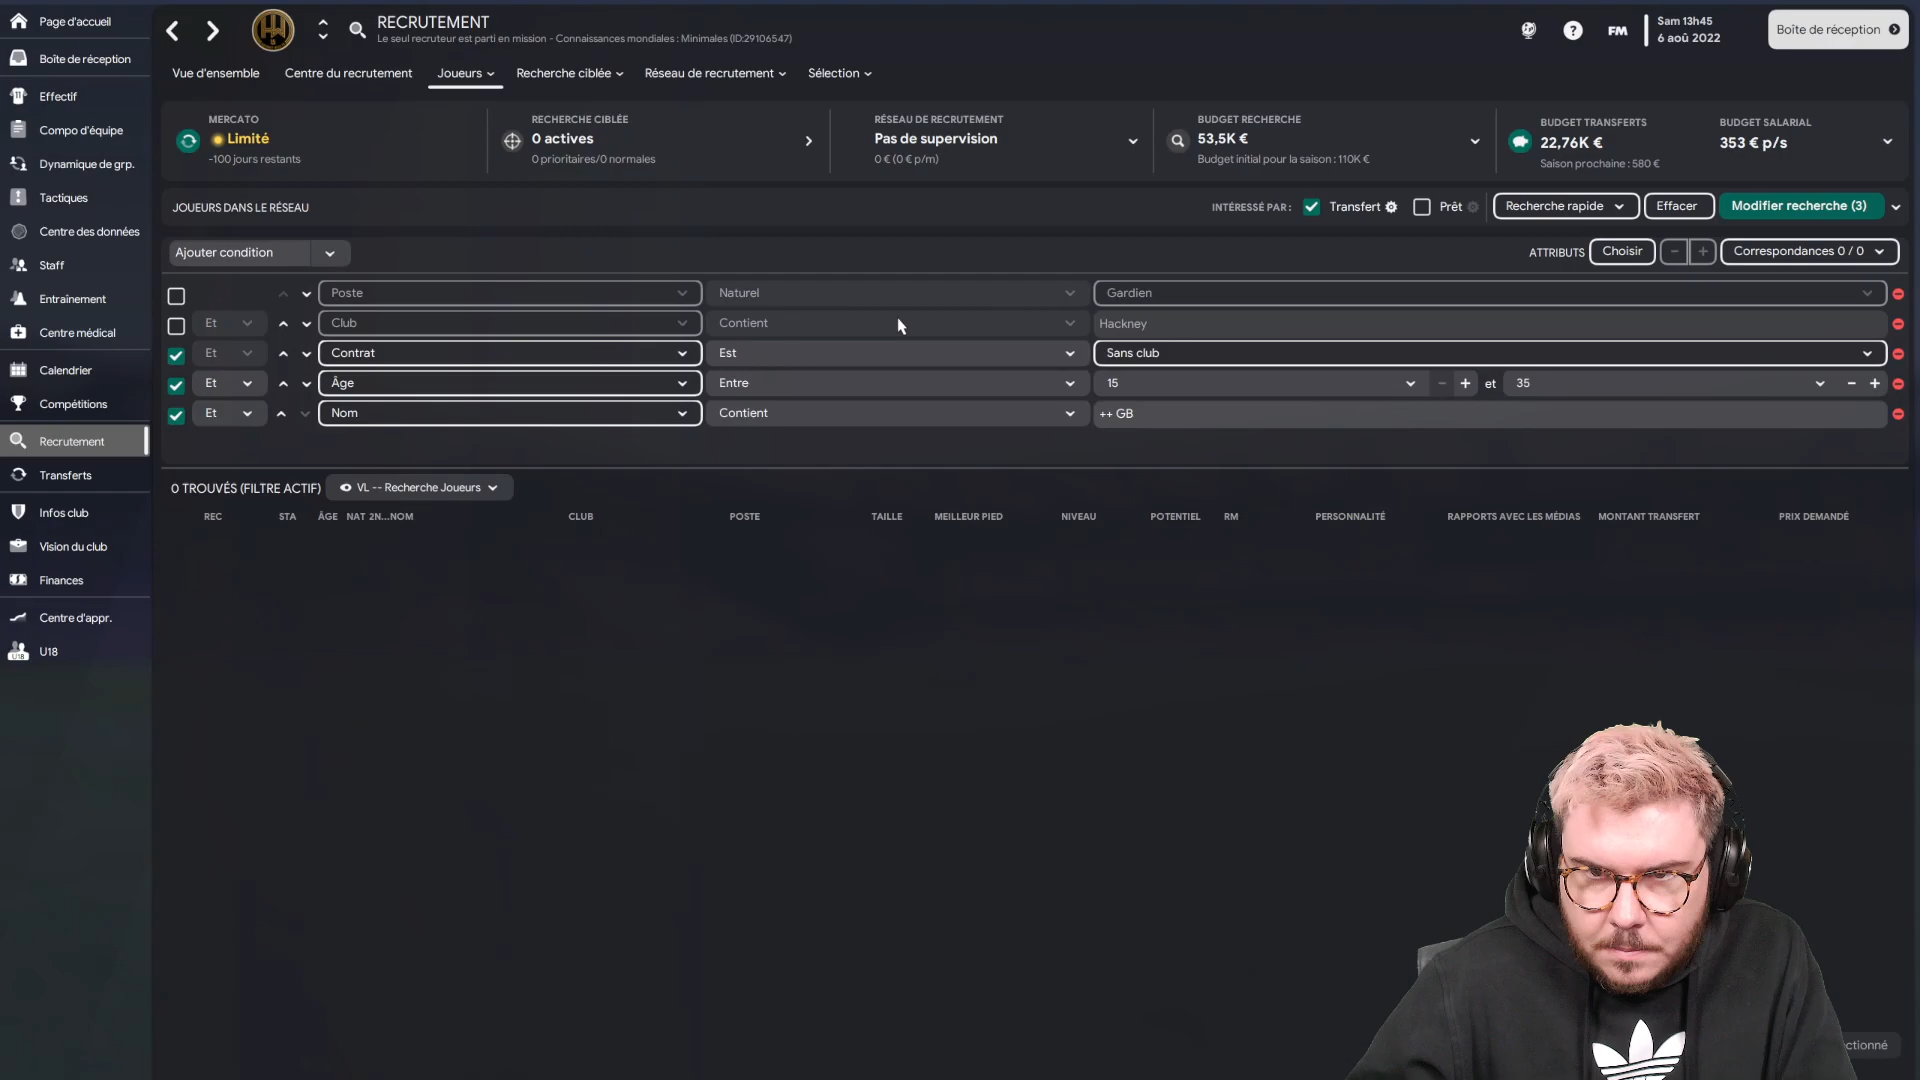 Page d'accueil
Boîte de réception
Effectif
Compo d'équipe
Dynamique de grp.
Tactiques
Centre des données
Staff
Entraînement
Centre médical
Calendrier
Compétitions
Recrutement
Transferts
Infos club
Vision du club
Finances
Centre d'appr.
U18
RECRUTEMENT
Le seul recruteur est parti en mission - Connaissances mondiales : Minimales (ID:29106547)
FM
Sam 13h45
6 aoû 2022
Boîte de réception
Vue d'ensemble
Centre du recrutement
Joueurs
Recherche ciblée
Réseau de recrutement
Sélection
MERCATO
Limité
-100 jours restants
RECHERCHE CIBLÉE
0 actives
0 prioritaires/0 normales
RÉSEAU DE RECRUTEMENT
Pas de supervision
0 € (0 € p/m)
BUDGET RECHERCHE
53,5K €
Budget initial pour la saison : 110K €
BUDGET TRANSFERTS
22,76K €
Saison prochaine : 580 €
BUDGET SALARIAL
353 € p/s
JOUEURS DANS LE RÉSEAU
INTÉRESSÉ PAR : Transfert Prêt
Recherche rapide
Effacer
Modifier recherche (3)
Ajouter condition
ATTRIBUTS Choisir - + Correspondances 0 / 0
Poste Naturel Gardien
Et Club Contient Hackney
Et Contrat Est Sans club
Et Âge Entre 15 - + et 35 - +
Et Nom Contient ++ GB
0 TROUVÉS (FILTRE ACTIF) VL -- Recherche Joueurs
REC STA ÂGE NAT 2N...NOM CLUB POSTE TAILLE MEILLEUR PIED NIVEAU POTENTIEL RM PERSONNALITÉ RAPPORTS AVEC LES MÉDIAS MONTANT TRANSFERT PRIX DEMANDÉ
ctionné